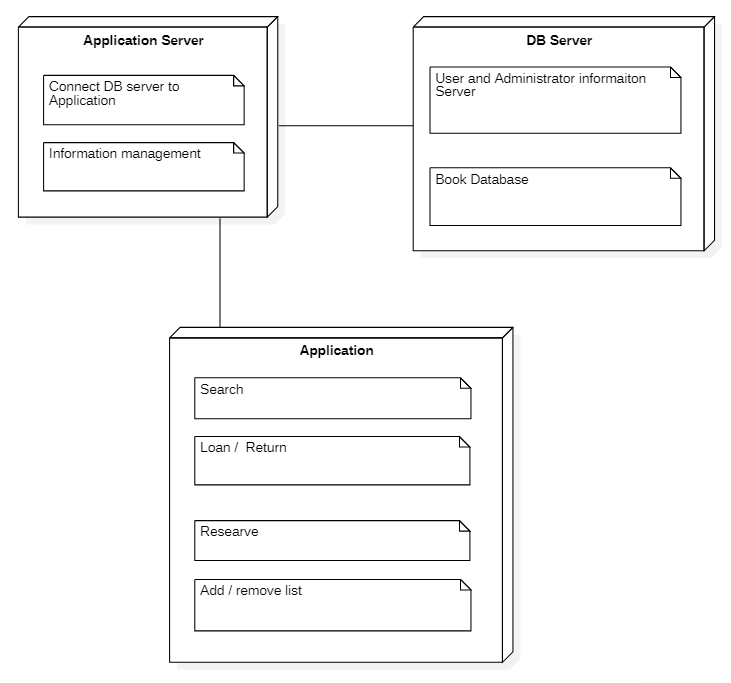 Application Server
Connect DB server to
Application
Information management
DB Server
User and Administrator informaiton
Server
Book Database
Application
Search
Loan /  Return
Researve
Add / remove list